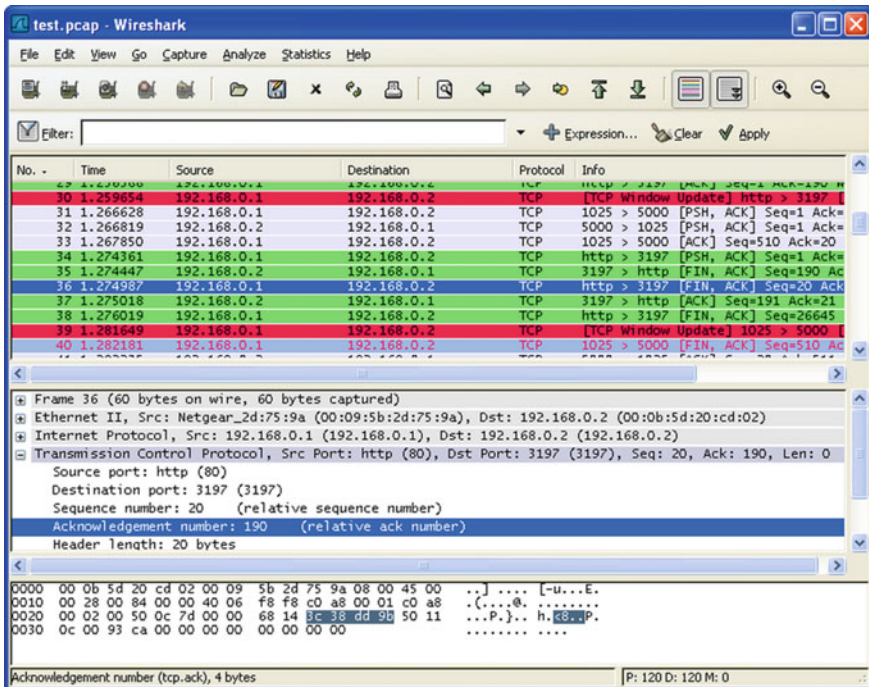 test.pcap - Wireshark
File Edit View Go Capture Analyze Statistics Help
Filter: Expression... Clear Apply
No. . Time Source Destination Protocol Info
29 1.256568 192.168.0.1 192.168.0.2 TCP http > 3197 [ACK] Seq=1 Ack=190
30 1.259654 192.168.0.1 192.168.0.2 TCP [TCP Window Update] http > 3197 [
31 1.266628 192.168.0.1 192.168.0.2 TCP 1025 > 5000 [PSH, ACK] Seq=1 Ack=
32 1.266819 192.168.0.2 192.168.0.1 TCP 5000 > 1025 [PSH, ACK] Seq=1 Ack=
33 1.267850 192.168.0.1 192.168.0.2 TCP 1025 > 5000 [ACK] Seq=510 Ack=20
34 1.274361 192.168.0.1 192.168.0.2 TCP http > 3197 [PSH, ACK] Seq=1 Ack=
35 1.274447 192.168.0.2 192.168.0.1 TCP 3197 > http [FIN, ACK] Seq=190 Ac
36 1.274987 192.168.0.1 192.168.0.2 TCP http > 3197 [FIN, ACK] Seq=20 Ack
37 1.275018 192.168.0.2 192.168.0.1 TCP 3197 > http [ACK] Seq=191 Ack=21
38 1.276019 192.168.0.1 192.168.0.2 TCP http > 3197 [FIN, ACK] Seq=26645
39 1.281649 192.168.0.1 192.168.0.2 TCP [TCP Window Update] 1025 > 5000 [
40 1.282181 192.168.0.1 192.168.0.2 TCP 1025 > 5000 [FIN, ACK] Seq=510 Ac
Frame 36 (60 bytes on wire, 60 bytes captured)
Ethernet II, Src: Netgear_2d:75:9a (00:09:5b:2d:75:9a), Dst: 192.168.0.2 (00:0b:5d:20:cd:02)
Internet Protocol, Src: 192.168.0.1 (192.168.0.1), Dst: 192.168.0.2 (192.168.0.2)
Transmission Control Protocol, Src Port: http (80), Dst Port: 3197 (3197), Seq: 20, Ack: 190, Len: 0
Source port: http (80)
Destination port: 3197 (3197)
Sequence number: 20 (relative sequence number)
Acknowledgement number: 190 (relative ack number)
Header length: 20 bytes
0000 00 0b 5d 20 cd 02 00 09 5b 2d 75 9a 08 00 45 00 ..] .... [-u...E.
0010 00 28 00 84 00 00 40 06 f8 f8 c0 a8 00 01 c0 a8 .(....@. ........
0020 00 02 00 50 0c 7d 00 00 68 14 3c 38 dd 9b 50 11 ...P.}.. h.<8..P.
0030 0c 00 93 ca 00 00 00 00 00 00 00 00 ........ ....
Acknowledgement number (tcp.ack), 4 bytes P: 120 D: 120 M: 0